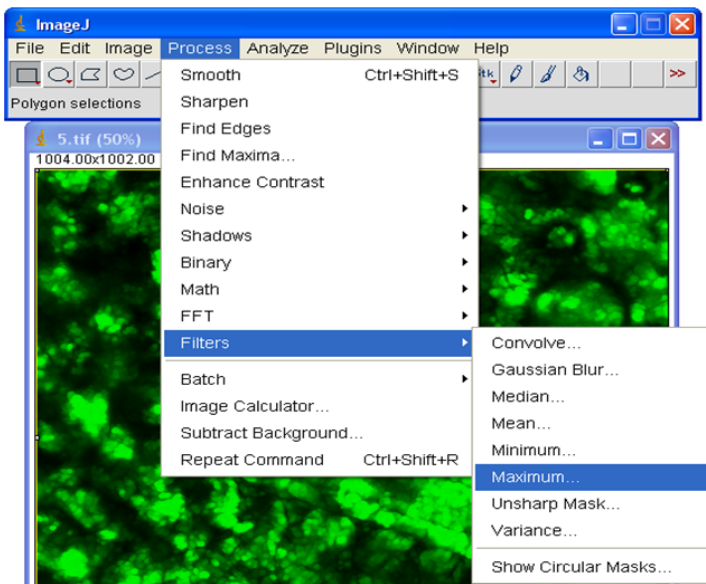 ImageJ
File Edit Image Process Analyze Plugins Window Help
>>
Polygon selections
Smooth Ctrl+Shift+S
Sharpen
Find Edges
Find Maxima...
Enhance Contrast
Noise
Shadows
Binary
Math
FFT
Filters
Batch
Image Calculator...
Subtract Background...
Repeat Command Ctrl+Shift+R
5.tif (50%)
1004.00x1002.00
Convolve...
Gaussian Blur...
Median...
Mean...
Minimum...
Maximum...
Unsharp Mask...
Variance...
Show Circular Masks...